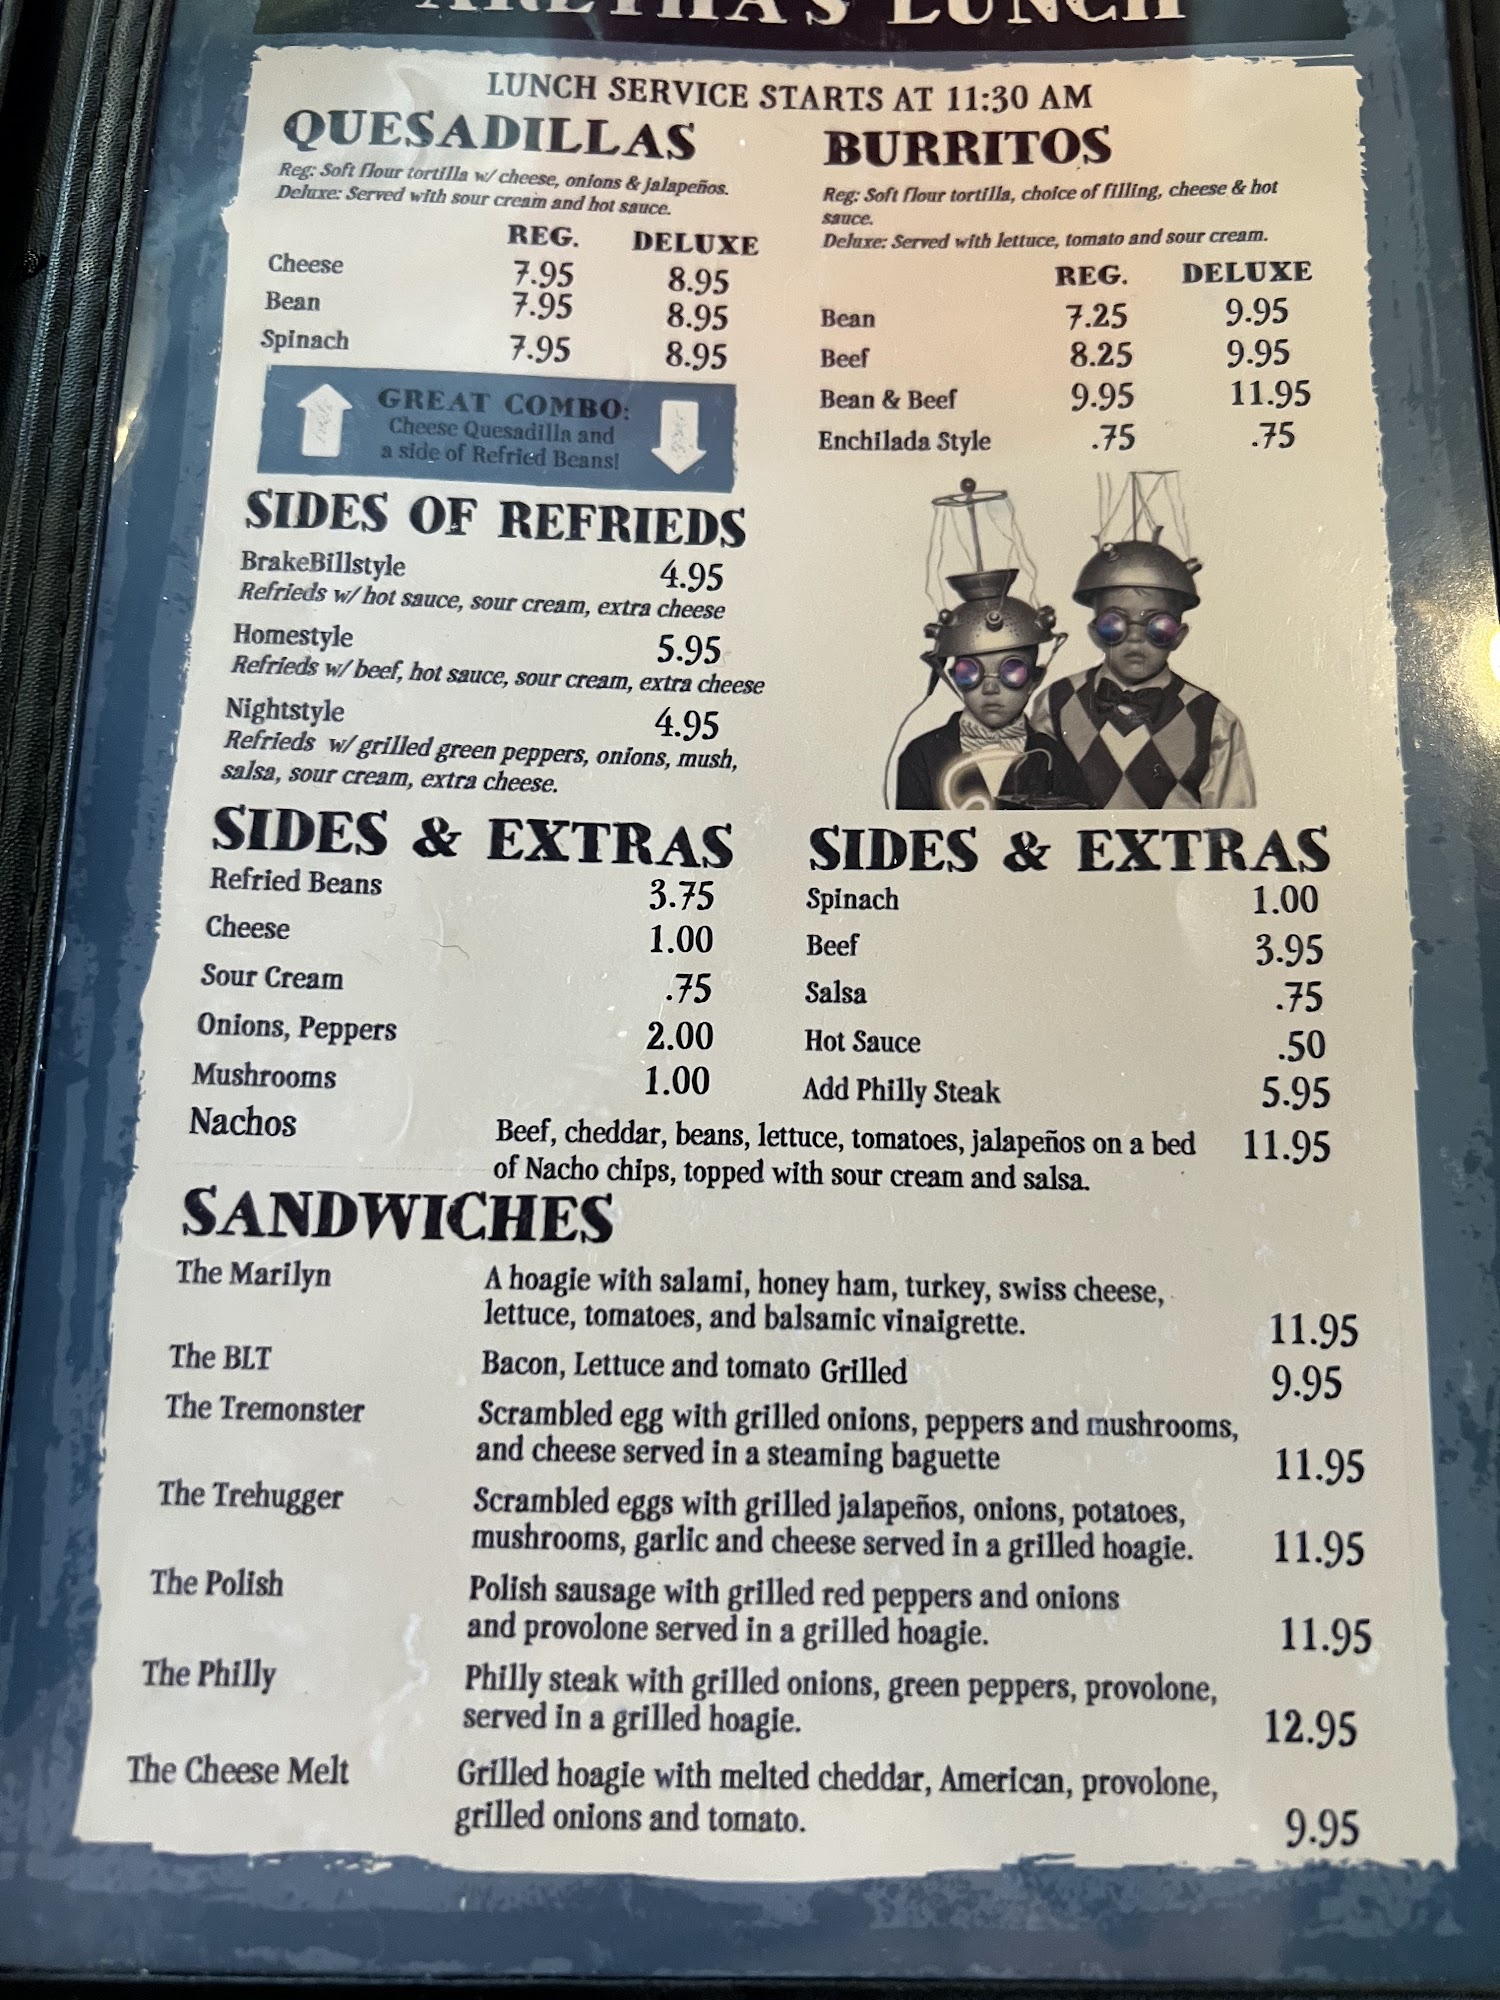 ARETHA'S LUNCH
LUNCH SERVICE STARTS AT 11:30 AM
QUESADILLAS
Reg: Soft flour tortilla w/ cheese, onions & jalapeños.
Deluxe: Served with sour cream and hot sauce.
REG. DELUXE
Cheese 7.95 8.95
Bean 7.95 8.95
Spinach 7.95 8.95
GREAT COMBO:
Cheese Quesadilla and
a side of Refried Beans!
SIDES OF REFRIEDS
BrakeBillstyle 4.95
Refrieds w/ hot sauce, sour cream, extra cheese
Homestyle 5.95
Refrieds w/ beef, hot sauce, sour cream, extra cheese
Nightstyle 4.95
Refrieds w/ grilled green peppers, onions, mush,
salsa, sour cream, extra cheese.
BURRITOS
Reg: Soft flour tortilla, choice of filling, cheese & hot
sauce.
Deluxe: Served with lettuce, tomato and sour cream.
REG. DELUXE
Bean 7.25 9.95
Beef 8.25 9.95
Bean & Beef 9.95 11.95
Enchilada Style .75 .75
SIDES & EXTRAS
Refried Beans 3.75
Cheese 1.00
Sour Cream .75
Onions, Peppers 2.00
Mushrooms 1.00
SIDES & EXTRAS
Spinach 1.00
Beef 3.95
Salsa .75
Hot Sauce .50
Add Philly Steak 5.95
Nachos Beef, cheddar, beans, lettuce, tomatoes, jalapeños on a bed 11.95
of Nacho chips, topped with sour cream and salsa.
SANDWICHES
The Marilyn A hoagie with salami, honey ham, turkey, swiss cheese,
lettuce, tomatoes, and balsamic vinaigrette. 11.95
The BLT Bacon, Lettuce and tomato Grilled 9.95
The Tremonster Scrambled egg with grilled onions, peppers and mushrooms,
and cheese served in a steaming baguette 11.95
The Trehugger Scrambled eggs with grilled jalapeños, onions, potatoes,
mushrooms, garlic and cheese served in a grilled hoagie. 11.95
The Polish Polish sausage with grilled red peppers and onions
and provolone served in a grilled hoagie. 11.95
The Philly Philly steak with grilled onions, green peppers, provolone,
served in a grilled hoagie. 12.95
The Cheese Melt Grilled hoagie with melted cheddar, American, provolone,
grilled onions and tomato. 9.95